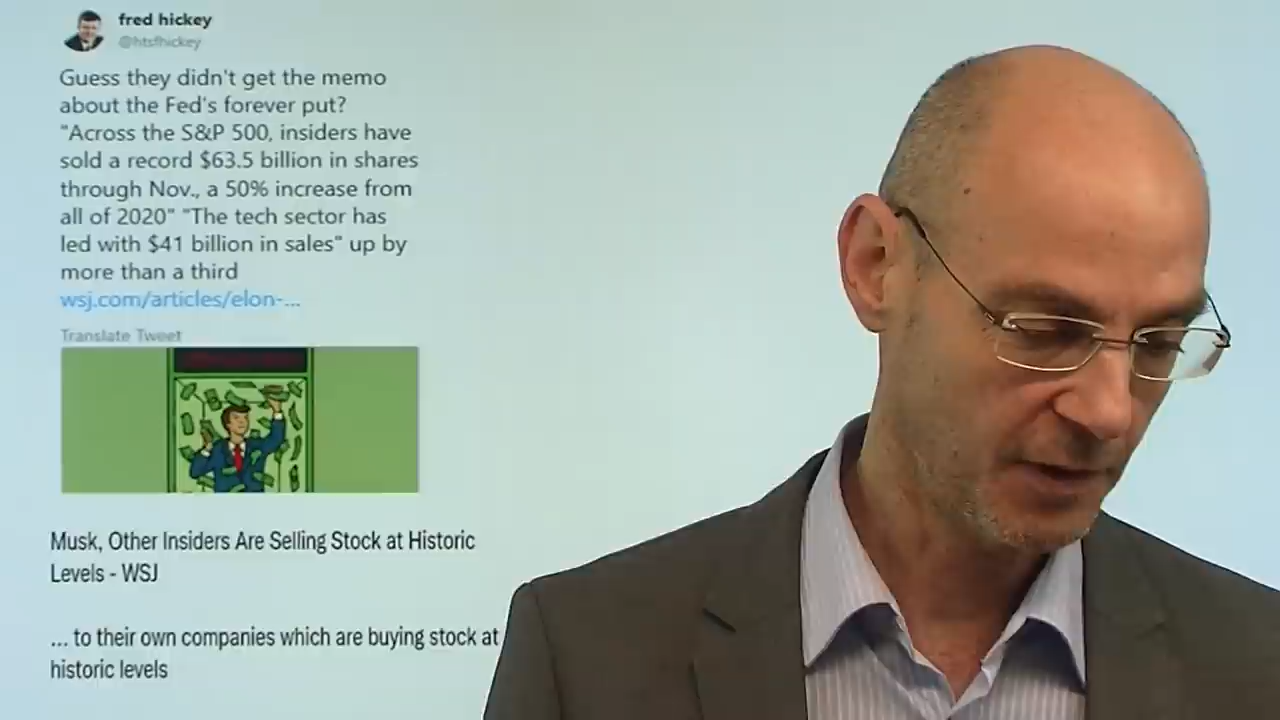 fred hickey
@htsfhickey
Guess they didn't get the memo
about the Fed's forever put?
"Across the S&P 500, insiders have
sold a record $63.5 billion in shares
through Nov., a 50% increase from
all of 2020" "The tech sector has
led with $41 billion in sales" up by
more than a third
wsj.com/articles/elon-...
Translate Tweet
Musk, Other Insiders Are Selling Stock at Historic
Levels - WSJ
... to their own companies which are buying stock at
historic levels